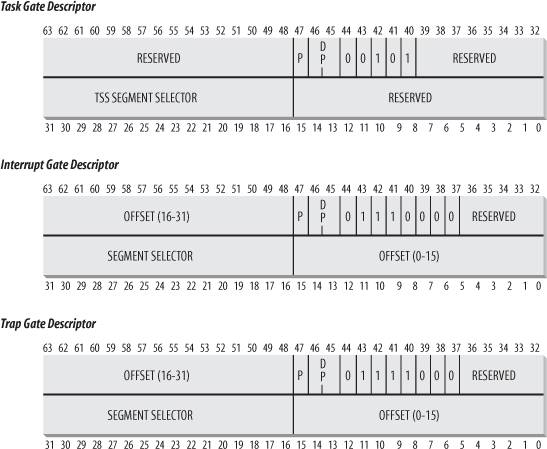 Task Gate Descriptor
63 62 61 60 59 58 57 56 55 54 53 52 51 50 49 48 47 46 45 44 43 42 41 40 39 38 37 36 35 34 33 32
RESERVED P D P L 0 0 1 0 1 RESERVED
TSS SEGMENT SELECTOR RESERVED
31 30 29 28 27 26 25 24 23 22 21 20 19 18 17 16 15 14 13 12 11 10 9 8 7 6 5 4 3 2 1 0
Interrupt Gate Descriptor
63 62 61 60 59 58 57 56 55 54 53 52 51 50 49 48 47 46 45 44 43 42 41 40 39 38 37 36 35 34 33 32
OFFSET (16-31) P D P L 0 1 1 1 0 0 0 0 RESERVED
SEGMENT SELECTOR OFFSET (0-15)
31 30 29 28 27 26 25 24 23 22 21 20 19 18 17 16 15 14 13 12 11 10 9 8 7 6 5 4 3 2 1 0
Trap Gate Descriptor
63 62 61 60 59 58 57 56 55 54 53 52 51 50 49 48 47 46 45 44 43 42 41 40 39 38 37 36 35 34 33 32
OFFSET (16-31) P D P L 0 1 1 1 1 0 0 0 RESERVED
SEGMENT SELECTOR OFFSET (0-15)
31 30 29 28 27 26 25 24 23 22 21 20 19 18 17 16 15 14 13 12 11 10 9 8 7 6 5 4 3 2 1 0